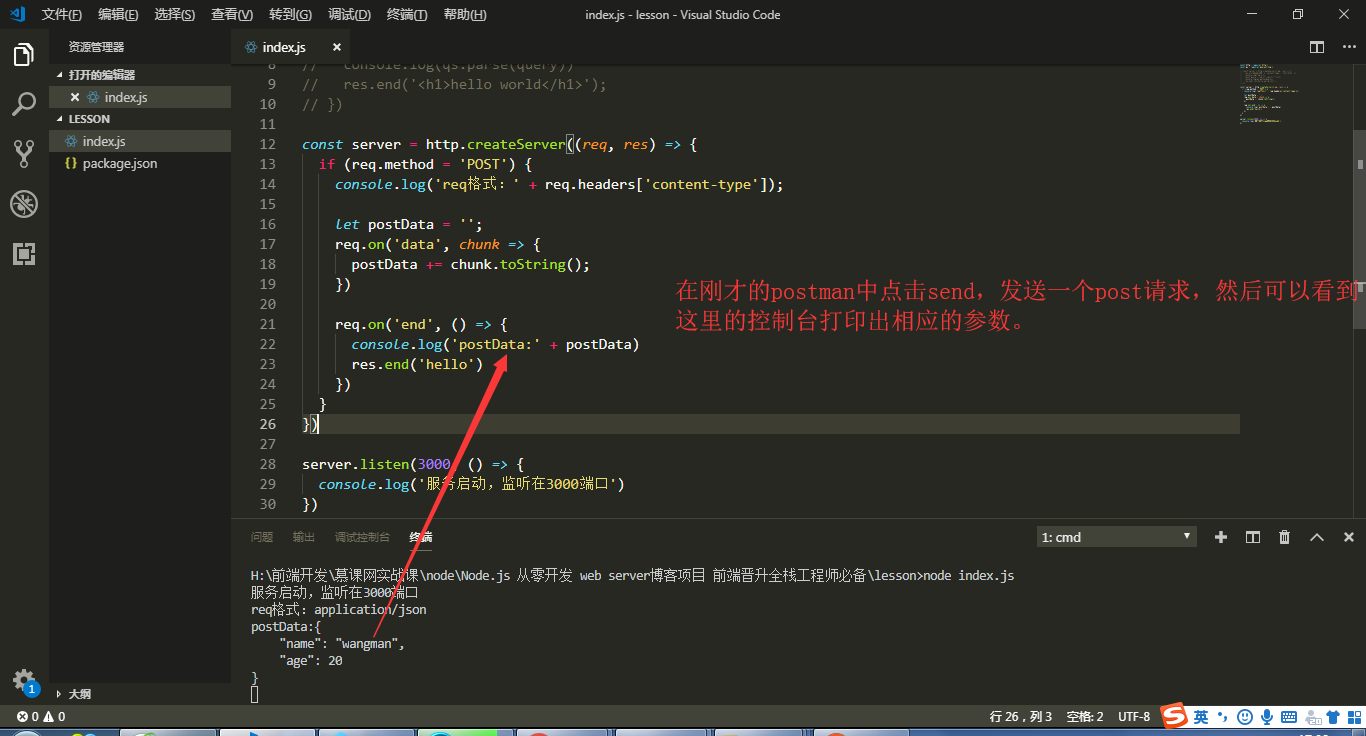 文件(F) 编辑(E) 选择(S) 查看(V) 转到(G) 调试(D) 终端(T) 帮助(H) index.js - lesson - Visual Studio Code
资源管理器
index.js
打开的编辑器
index.js
LESSON
index.js
{} package.json
8 // console.log(qs.parse(query))
9 // res.end('<h1>hello world</h1>');
10 // })
11
12 const server = http.createServer((req, res) => {
13 if (req.method = 'POST') {
14 console.log('req格式：' + req.headers['content-type']);
15
16 let postData = '';
17 req.on('data', chunk => {
18 postData += chunk.toString();
19 })
20
21 req.on('end', () => {
22 console.log('postData:' + postData)
23 res.end('hello')
24 })
25 }
26 })
27
28 server.listen(3000, () => {
29 console.log('服务启动，监听在3000端口')
30 })
在刚才的postman中点击send，发送一个post请求，然后可以看到
这里的控制台打印出相应的参数。
问题 输出 调试控制台 终端 1: cmd
H:\前端开发\慕课网实战课\node\Node.js 从零开发 web server博客项目 前端晋升全栈工程师必备\lesson>node index.js
服务启动，监听在3000端口
req格式：application/json
postData:{
"name": "wangman",
"age": 20
}
1
大纲
0 0 行 26，列 3 空格: 2 UTF-8 英